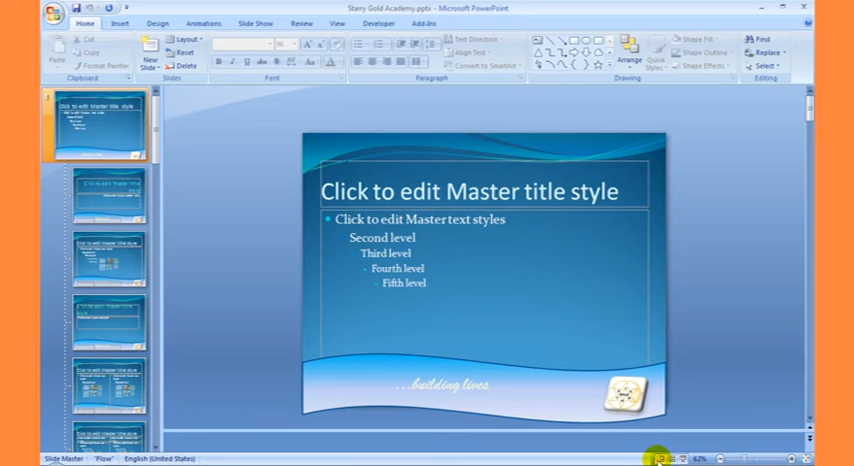 Starry Gold Academy.pptx - Microsoft PowerPoint
Home Insert Design Animations Slide Show Review View Developer Add-Ins
Cut Layout Text Direction Shape Fill Find
Copy Reset Align Text Shape Outline Replace
Paste Format Painter New Slide Delete Convert to SmartArt Arrange Quick Styles Shape Effects Select
Clipboard Slides Font Paragraph Drawing Editing
Click to edit Master title style
Click to edit Master text styles
Second level
Third level
Fourth level
Fifth level
...building lives
Slide Master "Flow" English (United States) 62%